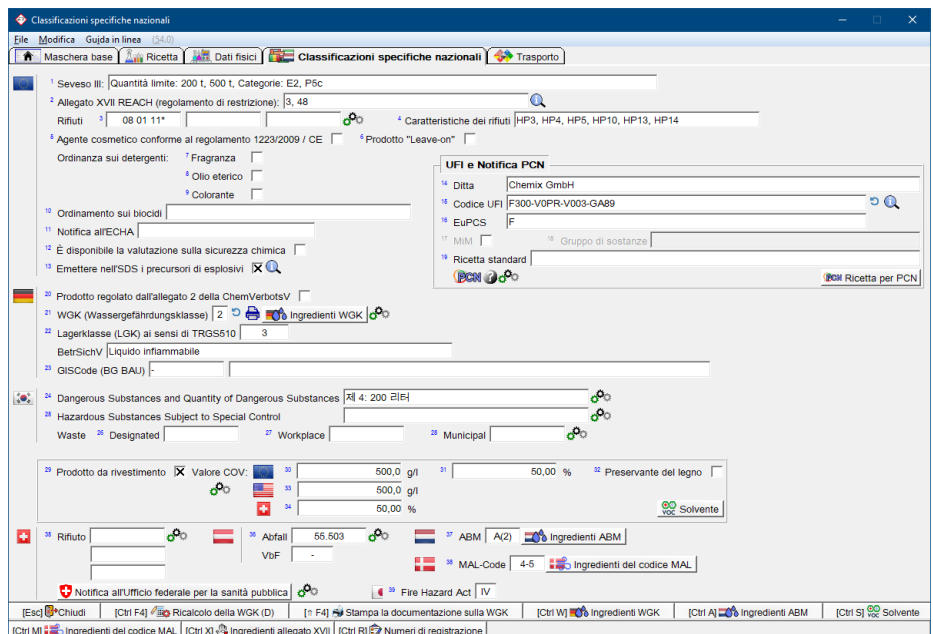 Classificazioni specifiche nazionali
File Modifica Guida in linea (54.0)
Maschera base Ricetta Dati fisici Classificazioni specifiche nazionali Trasporto
1 Seveso III: Quantità limite: 200 t, 500 t, Categorie: E2, P5c
2 Allegato XVII REACH (regolamento di restrizione): 3, 48
Rifiuti 3 08 01 11* 4 Caratteristiche dei rifiuti HP3, HP4, HP5, HP10, HP13, HP14
5 Agente cosmetico conforme al regolamento 1223/2009 / CE 6 Prodotto "Leave-on"
Ordinanza sui detergenti: 7 Fragranza
8 Olio eterico
9 Colorante
10 Ordinamento sui biocidi
11 Notifica all'ECHA
12 È disponibile la valutazione sulla sicurezza chimica
13 Emettere nell'SDS i precursori di esplosivi
UFI e Notifica PCN
14 Ditta Chemix GmbH
15 Codice UFI F300-V0PR-V003-GA89
16 EuPCS F
17 MiM 18 Gruppo di sostanze
19 Ricetta standard
PCN PCN Ricetta per PCN
20 Prodotto regolato dall'allegato 2 della ChemVerbotsV
21 WGK (Wassergefährdungsklasse) 2 Ingredienti WGK
22 Lagerklasse (LGK) ai sensi di TRGS510 3
BetrSichV Liquido infiammabile
23 GISCode (BG BAU) -
24 Dangerous Substances and Quantity of Dangerous Substances 제 4: 200 리터
25 Hazardous Substances Subject to Special Control
Waste 26 Designated 27 Workplace 28 Municipal
29 Prodotto da rivestimento Valore COV: 30 500,0 g/l 31 50,00 % 32 Preservante del legno
33 500,0 g/l
34 50,00 % VOC Solvente
35 Rifiuto 36 Abfall 55.503 37 ABM A(2) Ingredienti ABM
VbF - 38 MAL-Code 4-5 Ingredienti del codice MAL
Notifica all'Ufficio federale per la sanità pubblica 39 Fire Hazard Act IV
[Esc] Chiudi [Ctrl F4] Ricalcolo della WGK (D) [⇑ F4] Stampa la documentazione sulla WGK [Ctrl W] Ingredienti WGK [Ctrl A] Ingredienti ABM [Ctrl S] VOC Solvente
[Ctrl M] Ingredienti del codice MAL [Ctrl X] Ingredienti allegato XVII [Ctrl R] Numeri di registrazione